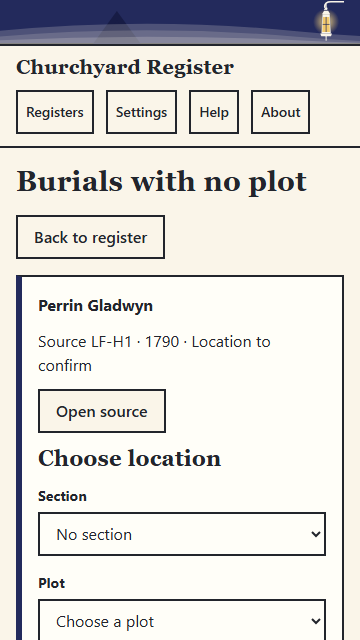 Churchyard Register
Registers Settings Help About
Burials with no plot
Back to register
Perrin Gladwyn
Source LF-H1 · 1790 · Location to
confirm
Open source
Choose location
Section
No section
Plot
Choose a plot